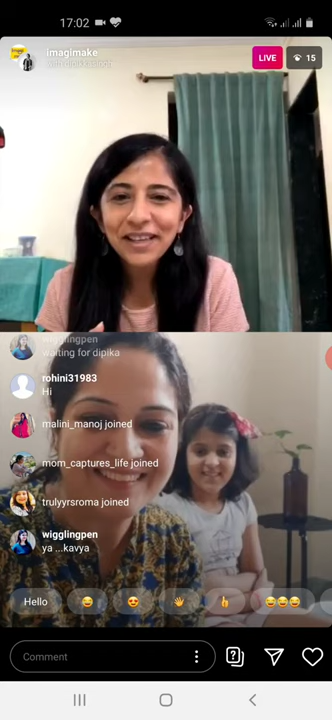 17:02
imagimake
LIVE
15
wigglingpen
waiting for dipika
rohini31983
Hi
malini_manoj joined
mom_captures_life joined
trulyyrsroma joined
wigglingpen
ya ...kavya
Hello
Comment